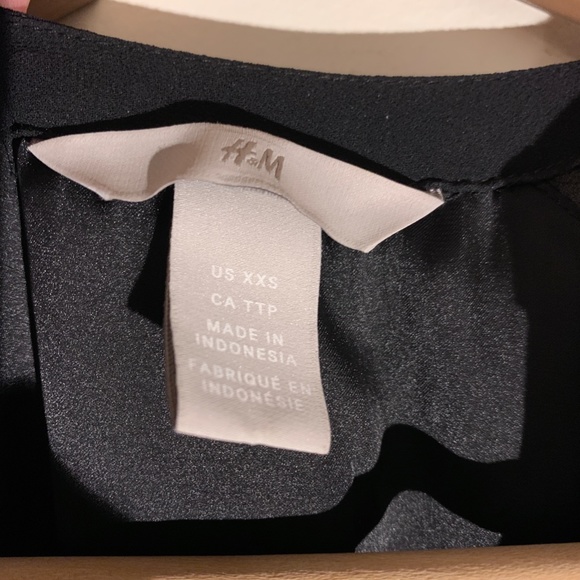 H&M
US XXS
CA TTP
MADE IN
INDONESIA
FABRIQUÉ EN
INDONÉSIE